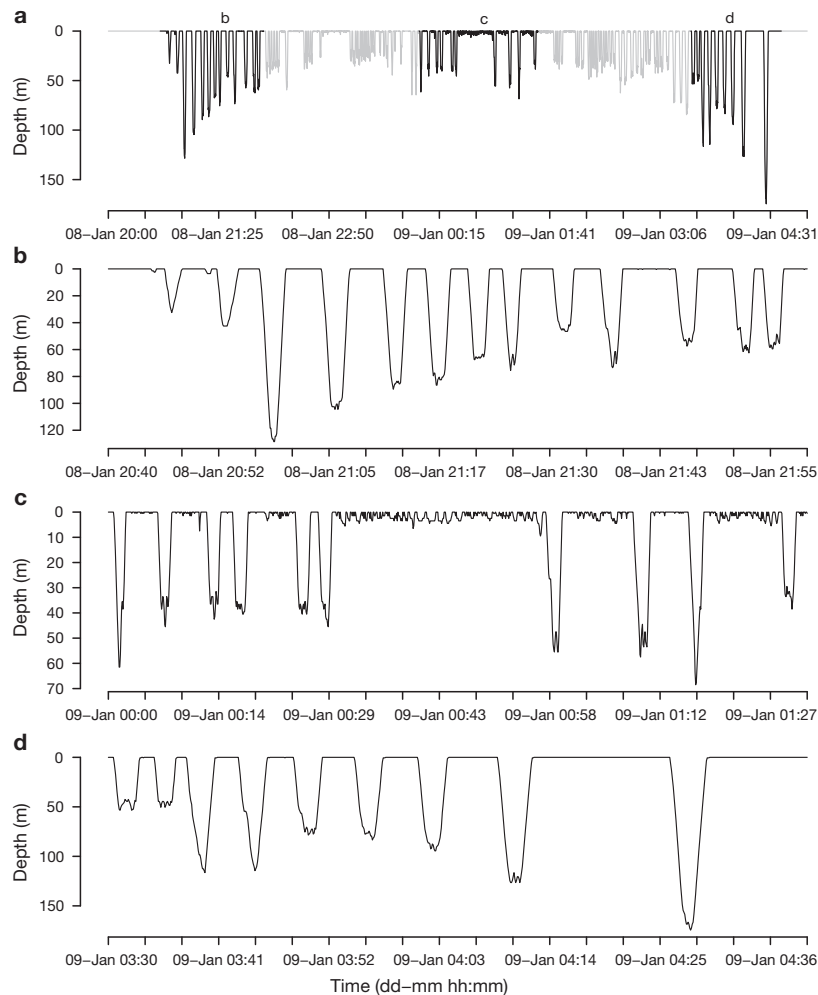 a
b c d
0
50
100
150
Depth (m)
08–Jan 20:00 08–Jan 21:25 08–Jan 22:50 09–Jan 00:15 09–Jan 01:41 09–Jan 03:06 09–Jan 04:31
b
0
20
40
60
80
100
120
Depth (m)
08–Jan 20:40 08–Jan 20:52 08–Jan 21:05 08–Jan 21:17 08–Jan 21:30 08–Jan 21:43 08–Jan 21:55
c
0
10
20
30
40
50
60
70
Depth (m)
09–Jan 00:00 09–Jan 00:14 09–Jan 00:29 09–Jan 00:43 09–Jan 00:58 09–Jan 01:12 09–Jan 01:27
d
0
50
100
150
Depth (m)
09–Jan 03:30 09–Jan 03:41 09–Jan 03:52 09–Jan 04:03 09–Jan 04:14 09–Jan 04:25 09–Jan 04:36
Time (dd–mm hh:mm)